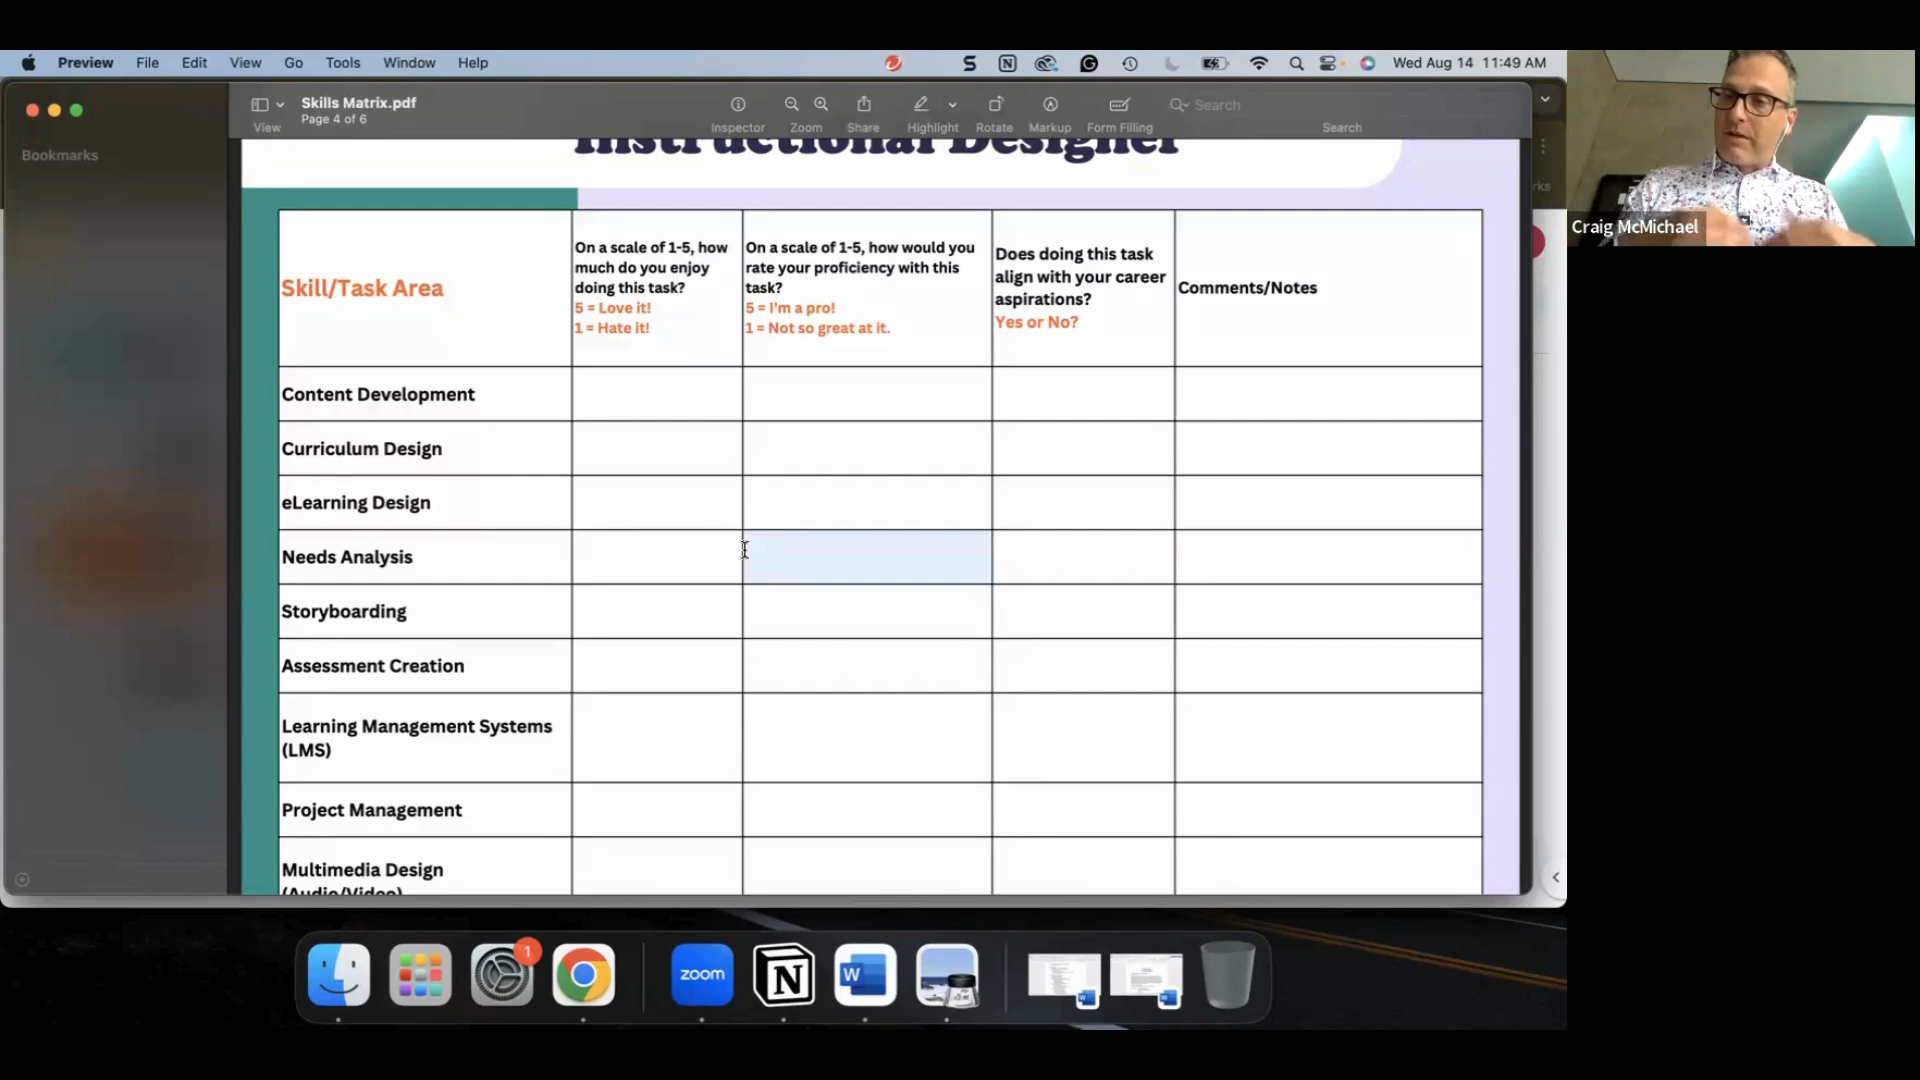 Preview File Edit View Go Tools Window Help
Wed Aug 14 11:49 AM
Skills Matrix.pdf
Page 4 of 6
View
Inspector
Zoom
Share
Highlight
Rotate
Markup
Form Filling
Search
Search
Bookmarks
Instructional Designer
Skill/Task Area
On a scale of 1-5, how
much do you enjoy
doing this task?
5 = Love it!
1 = Hate it!
On a scale of 1-5, how would you
rate your proficiency with this
task?
5 = I'm a pro!
1 = Not so great at it.
Does doing this task
align with your career
aspirations?
Yes or No?
Comments/Notes
Content Development
Curriculum Design
eLearning Design
Needs Analysis
Storyboarding
Assessment Creation
Learning Management Systems
(LMS)
Project Management
Multimedia Design
(Audio/Video)
Craig McMichael
1
zoom
N
W